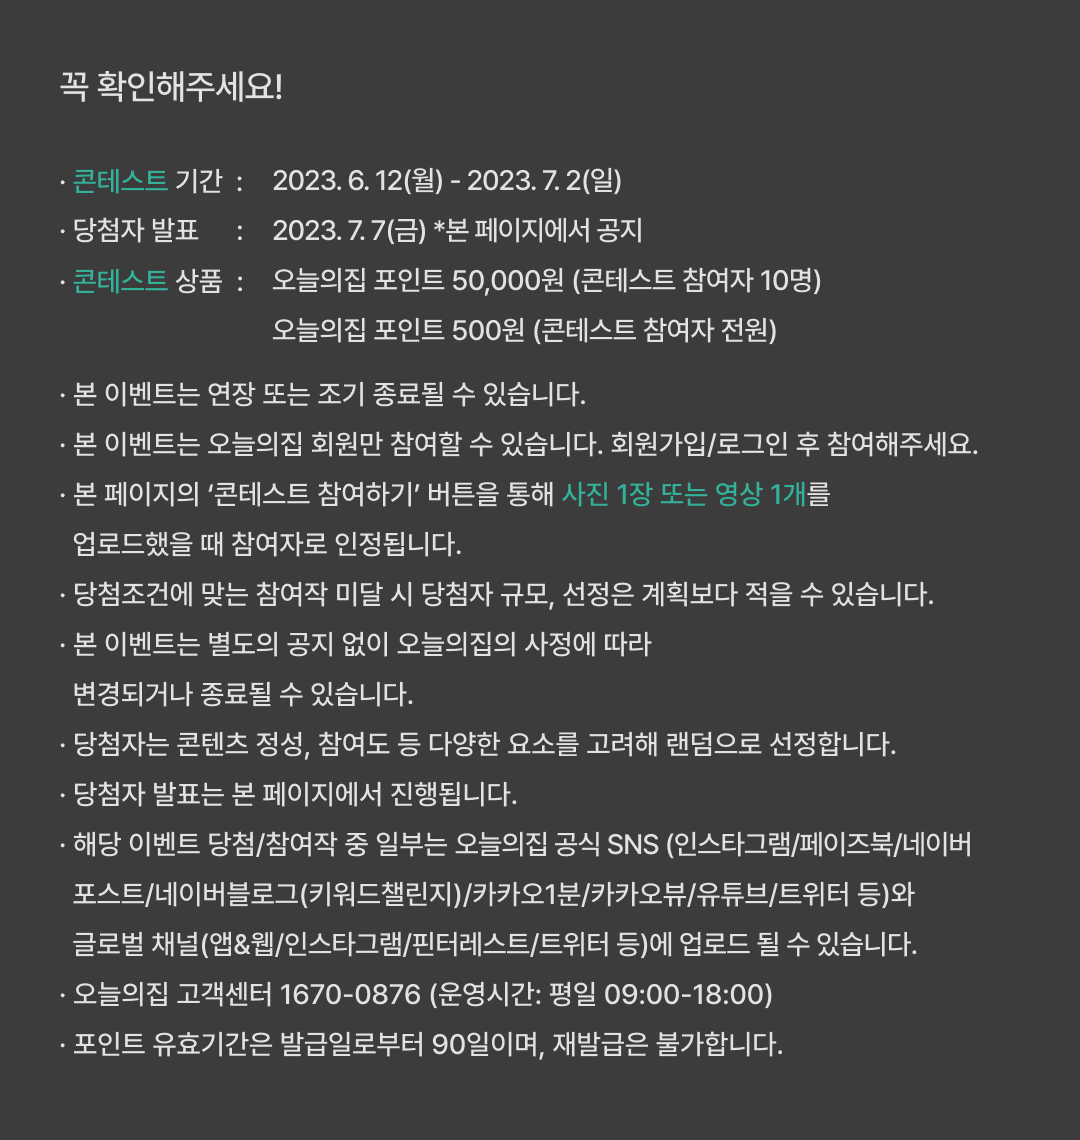 꼭 확인해주세요!
· 콘테스트 기간 : 2023. 6. 12(월) - 2023. 7. 2(일)
· 당첨자 발표 : 2023. 7. 7(금) *본 페이지에서 공지
· 콘테스트 상품 : 오늘의집 포인트 50,000원 (콘테스트 참여자 10명)
오늘의집 포인트 500원 (콘테스트 참여자 전원)
· 본 이벤트는 연장 또는 조기 종료될 수 있습니다.
· 본 이벤트는 오늘의집 회원만 참여할 수 있습니다. 회원가입/로그인 후 참여해주세요.
· 본 페이지의 ‘콘테스트 참여하기’ 버튼을 통해 사진 1장 또는 영상 1개를
업로드했을 때 참여자로 인정됩니다.
· 당첨조건에 맞는 참여작 미달 시 당첨자 규모, 선정은 계획보다 적을 수 있습니다.
· 본 이벤트는 별도의 공지 없이 오늘의집의 사정에 따라
변경되거나 종료될 수 있습니다.
· 당첨자는 콘텐츠 정성, 참여도 등 다양한 요소를 고려해 랜덤으로 선정합니다.
· 당첨자 발표는 본 페이지에서 진행됩니다.
· 해당 이벤트 당첨/참여작 중 일부는 오늘의집 공식 SNS (인스타그램/페이즈북/네이버
포스트/네이버블로그(키워드챌린지)/카카오1분/카카오뷰/유튜브/트위터 등)와
글로벌 채널(앱&웹/인스타그램/핀터레스트/트위터 등)에 업로드 될 수 있습니다.
· 오늘의집 고객센터 1670-0876 (운영시간: 평일 09:00-18:00)
· 포인트 유효기간은 발급일로부터 90일이며, 재발급은 불가합니다.